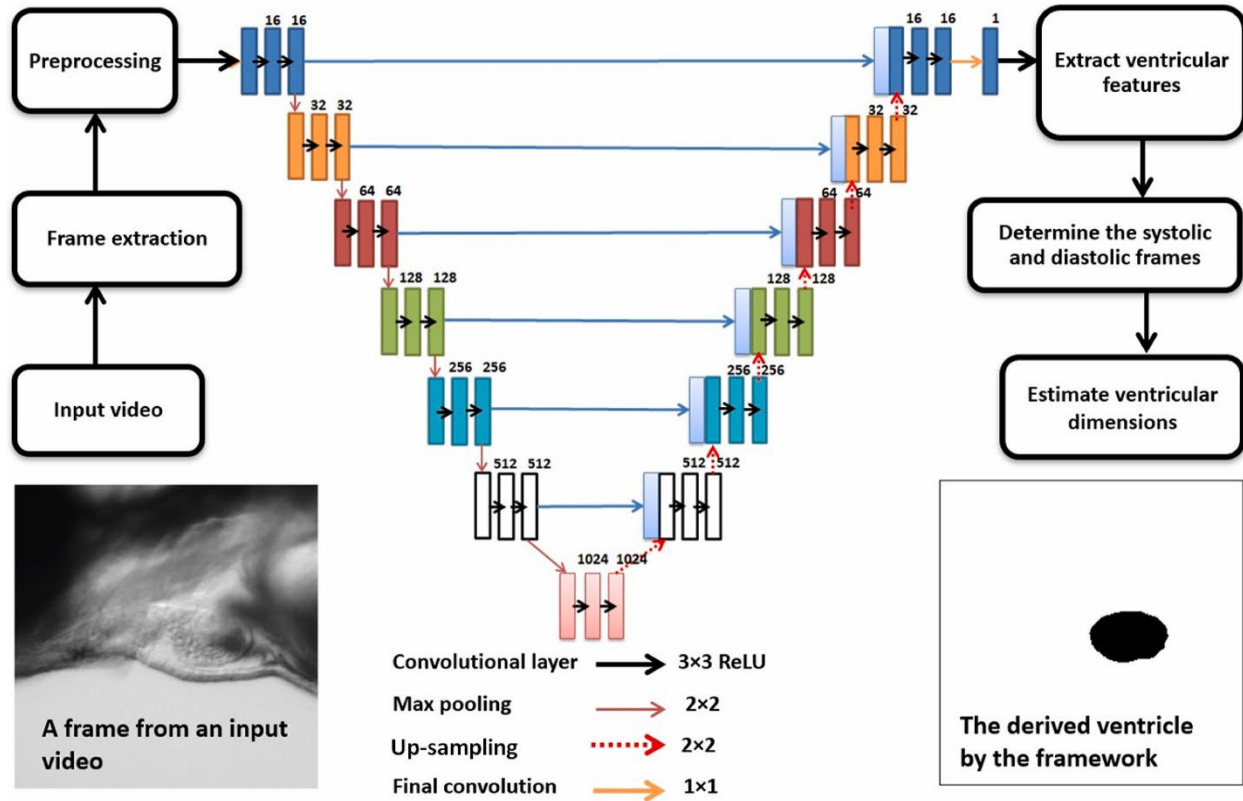 Preprocessing
Frame extraction
Input video
A frame from an input
video
16 16
32 32
64 64
128 128
256 256
512 512
1024 1024
512 512
256 256
128 128
64 64
32 32
16 16 1
Convolutional layer 3×3 ReLU
Max pooling 2×2
Up-sampling 2×2
Final convolution 1×1
Extract ventricular
features
Determine the systolic
and diastolic frames
Estimate ventricular
dimensions
The derived ventricle
by the framework